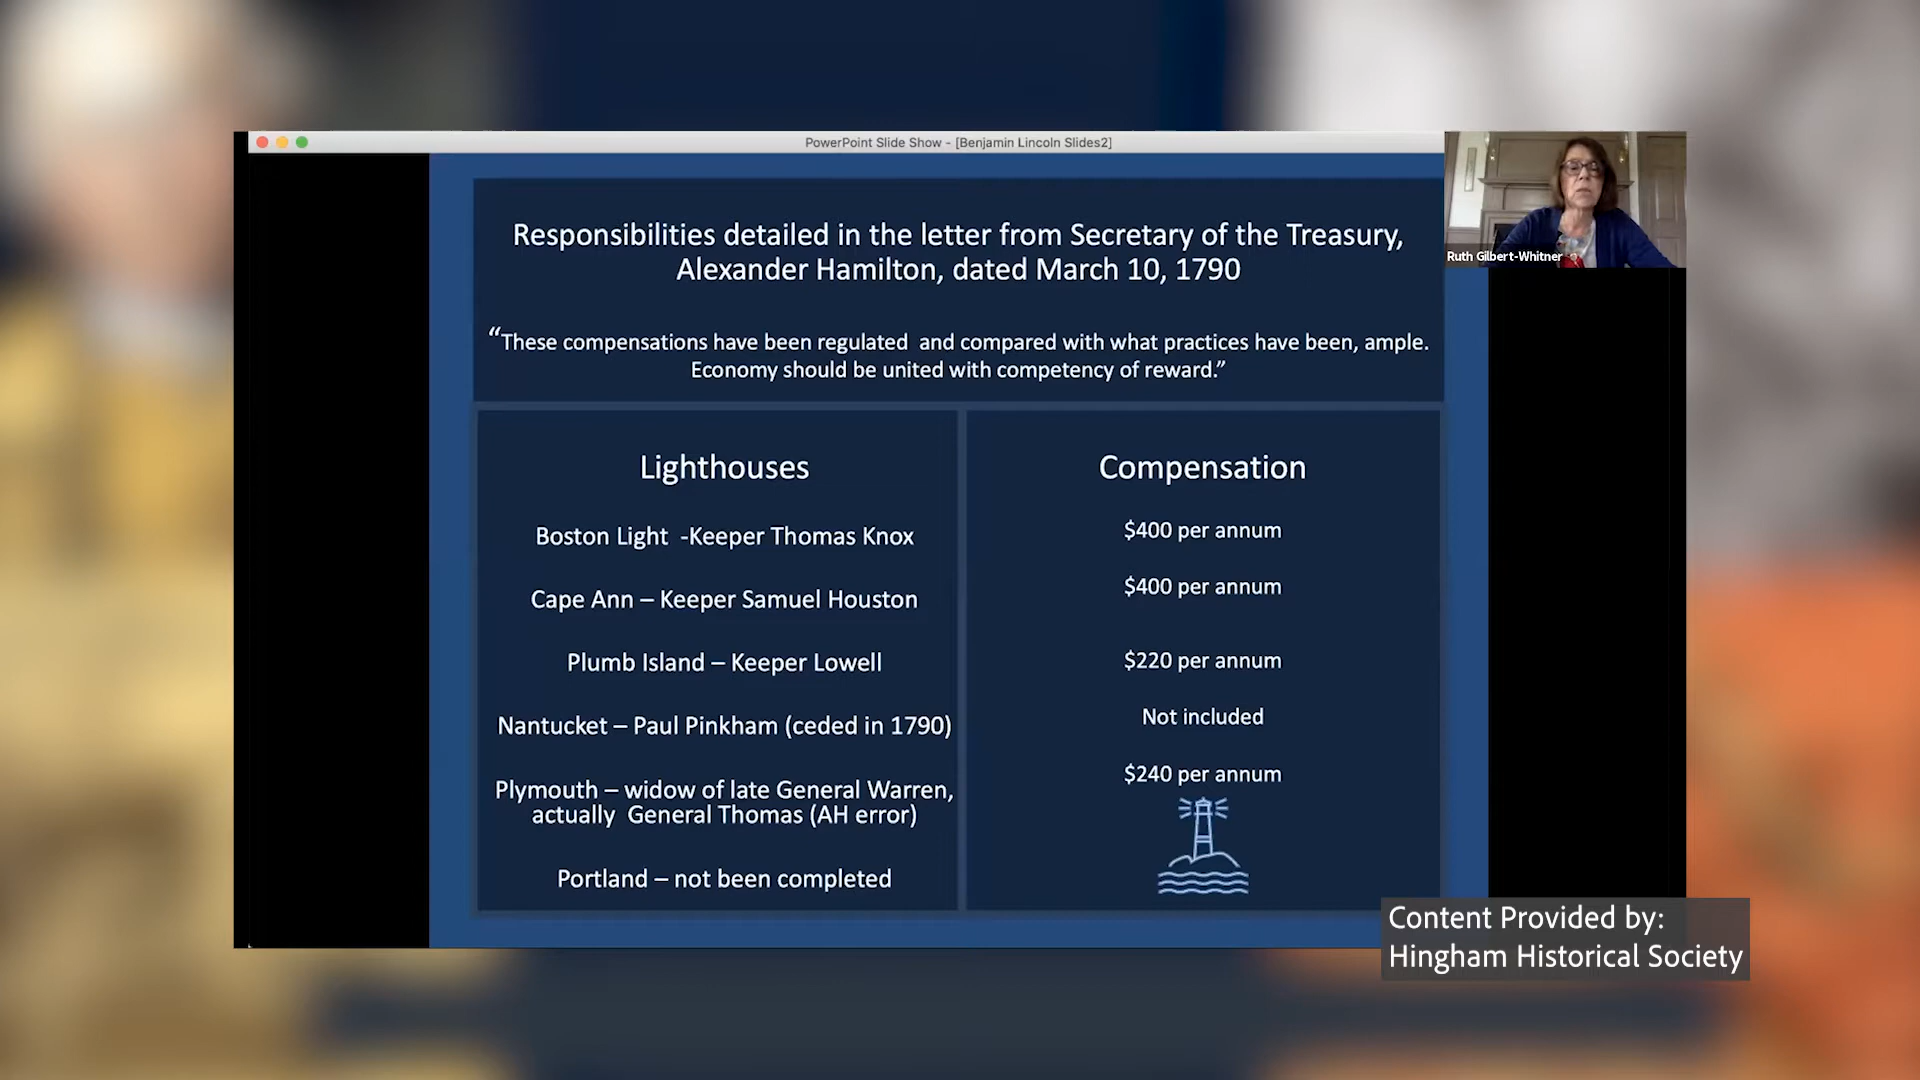 PowerPoint Slide Show - [Benjamin Lincoln Slides2]
Responsibilities detailed in the letter from Secretary of the Treasury,
Alexander Hamilton, dated March 10, 1790
“These compensations have been regulated and compared with what practices have been, ample.
Economy should be united with competency of reward.”
Ruth Gilbert-Whitner
Lighthouses
Boston Light -Keeper Thomas Knox
Cape Ann – Keeper Samuel Houston
Plumb Island – Keeper Lowell
Nantucket – Paul Pinkham (ceded in 1790)
Plymouth – widow of late General Warren,
actually General Thomas (AH error)
Portland – not been completed
Compensation
$400 per annum
$400 per annum
$220 per annum
Not included
$240 per annum
Content Provided by:
Hingham Historical Society